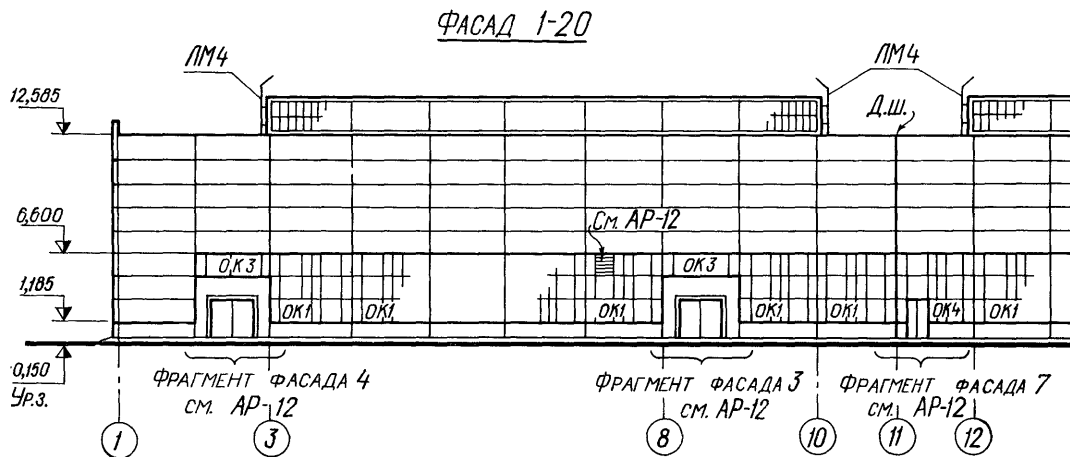 ФАСАД 1-20
ЛМ4
ЛМ4
12,585
Д.Ш.
6,600
См. АР-12
ОК3
ОК3
1,185
ОК1
ОК1
ОК1
ОК1
ОК1
ОК4
ОК1
0,150
Ур.з.
ФРАГМЕНТ ФАСАДА 4
см. АР-12
ФРАГМЕНТ ФАСАДА 3
см. АР-12
ФРАГМЕНТ ФАСАДА 7
см. АР-12
1
3
8
10
11
12